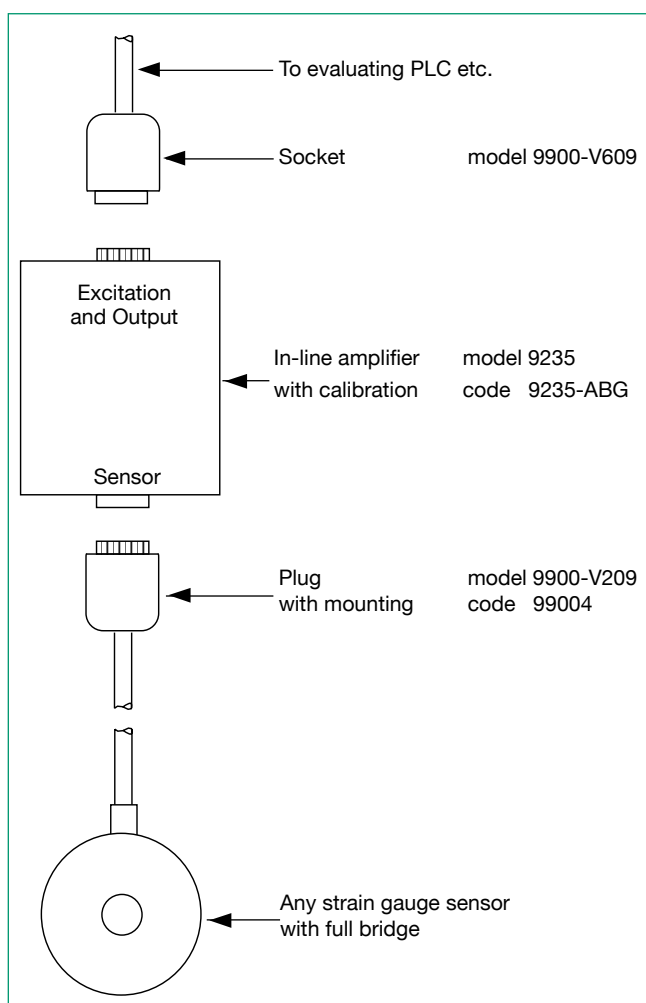 To evaluating PLC etc.
Socket model 9900-V609
Excitation
and Output
In-line amplifier model 9235
with calibration code 9235-ABG
Sensor
Plug model 9900-V209
with mounting code 99004
Any strain gauge sensor
with full bridge